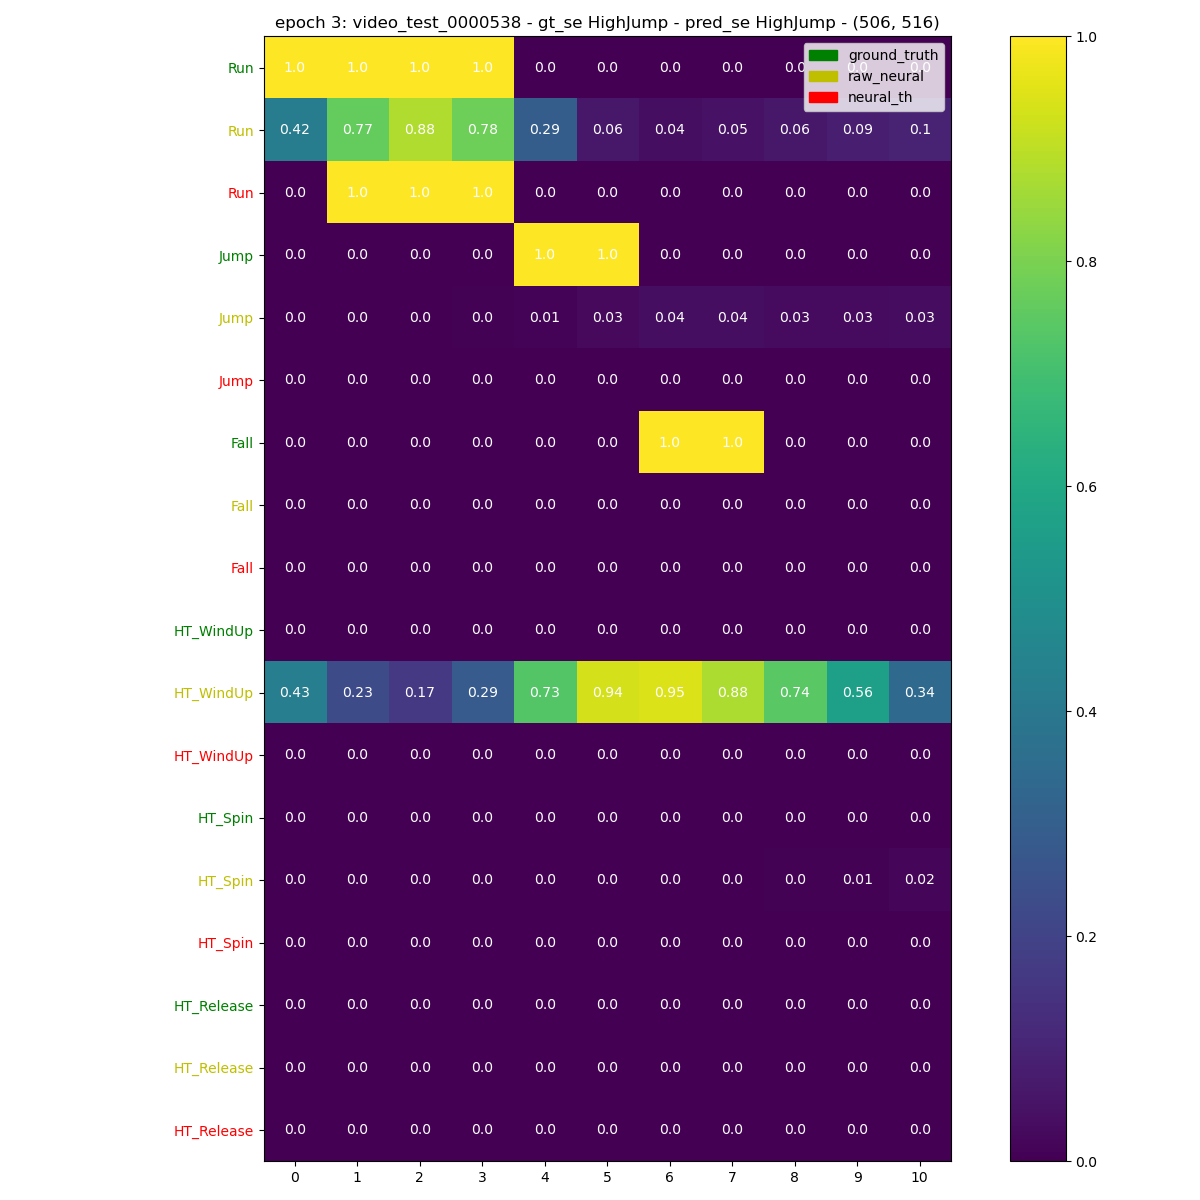 epoch 3: video_test_0000538 - gt_se HighJump - pred_se HighJump - (506, 516)
ground_truth
raw_neural
neural_th
Run 1.0 1.0 1.0 1.0 0.0 0.0 0.0 0.0 0.0 0.0 0.0
Run 0.42 0.77 0.88 0.78 0.29 0.06 0.04 0.05 0.06 0.09 0.1
Run 0.0 1.0 1.0 1.0 0.0 0.0 0.0 0.0 0.0 0.0 0.0
Jump 0.0 0.0 0.0 0.0 1.0 1.0 0.0 0.0 0.0 0.0 0.0
Jump 0.0 0.0 0.0 0.0 0.01 0.03 0.04 0.04 0.03 0.03 0.03
Jump 0.0 0.0 0.0 0.0 0.0 0.0 0.0 0.0 0.0 0.0 0.0
Fall 0.0 0.0 0.0 0.0 0.0 0.0 1.0 1.0 0.0 0.0 0.0
Fall 0.0 0.0 0.0 0.0 0.0 0.0 0.0 0.0 0.0 0.0 0.0
Fall 0.0 0.0 0.0 0.0 0.0 0.0 0.0 0.0 0.0 0.0 0.0
HT_WindUp 0.0 0.0 0.0 0.0 0.0 0.0 0.0 0.0 0.0 0.0 0.0
HT_WindUp 0.43 0.23 0.17 0.29 0.73 0.94 0.95 0.88 0.74 0.56 0.34
HT_WindUp 0.0 0.0 0.0 0.0 0.0 0.0 0.0 0.0 0.0 0.0 0.0
HT_Spin 0.0 0.0 0.0 0.0 0.0 0.0 0.0 0.0 0.0 0.0 0.0
HT_Spin 0.0 0.0 0.0 0.0 0.0 0.0 0.0 0.0 0.0 0.01 0.02
HT_Spin 0.0 0.0 0.0 0.0 0.0 0.0 0.0 0.0 0.0 0.0 0.0
HT_Release 0.0 0.0 0.0 0.0 0.0 0.0 0.0 0.0 0.0 0.0 0.0
HT_Release 0.0 0.0 0.0 0.0 0.0 0.0 0.0 0.0 0.0 0.0 0.0
HT_Release 0.0 0.0 0.0 0.0 0.0 0.0 0.0 0.0 0.0 0.0 0.0
0 1 2 3 4 5 6 7 8 9 10
1.0
0.8
0.6
0.4
0.2
0.0